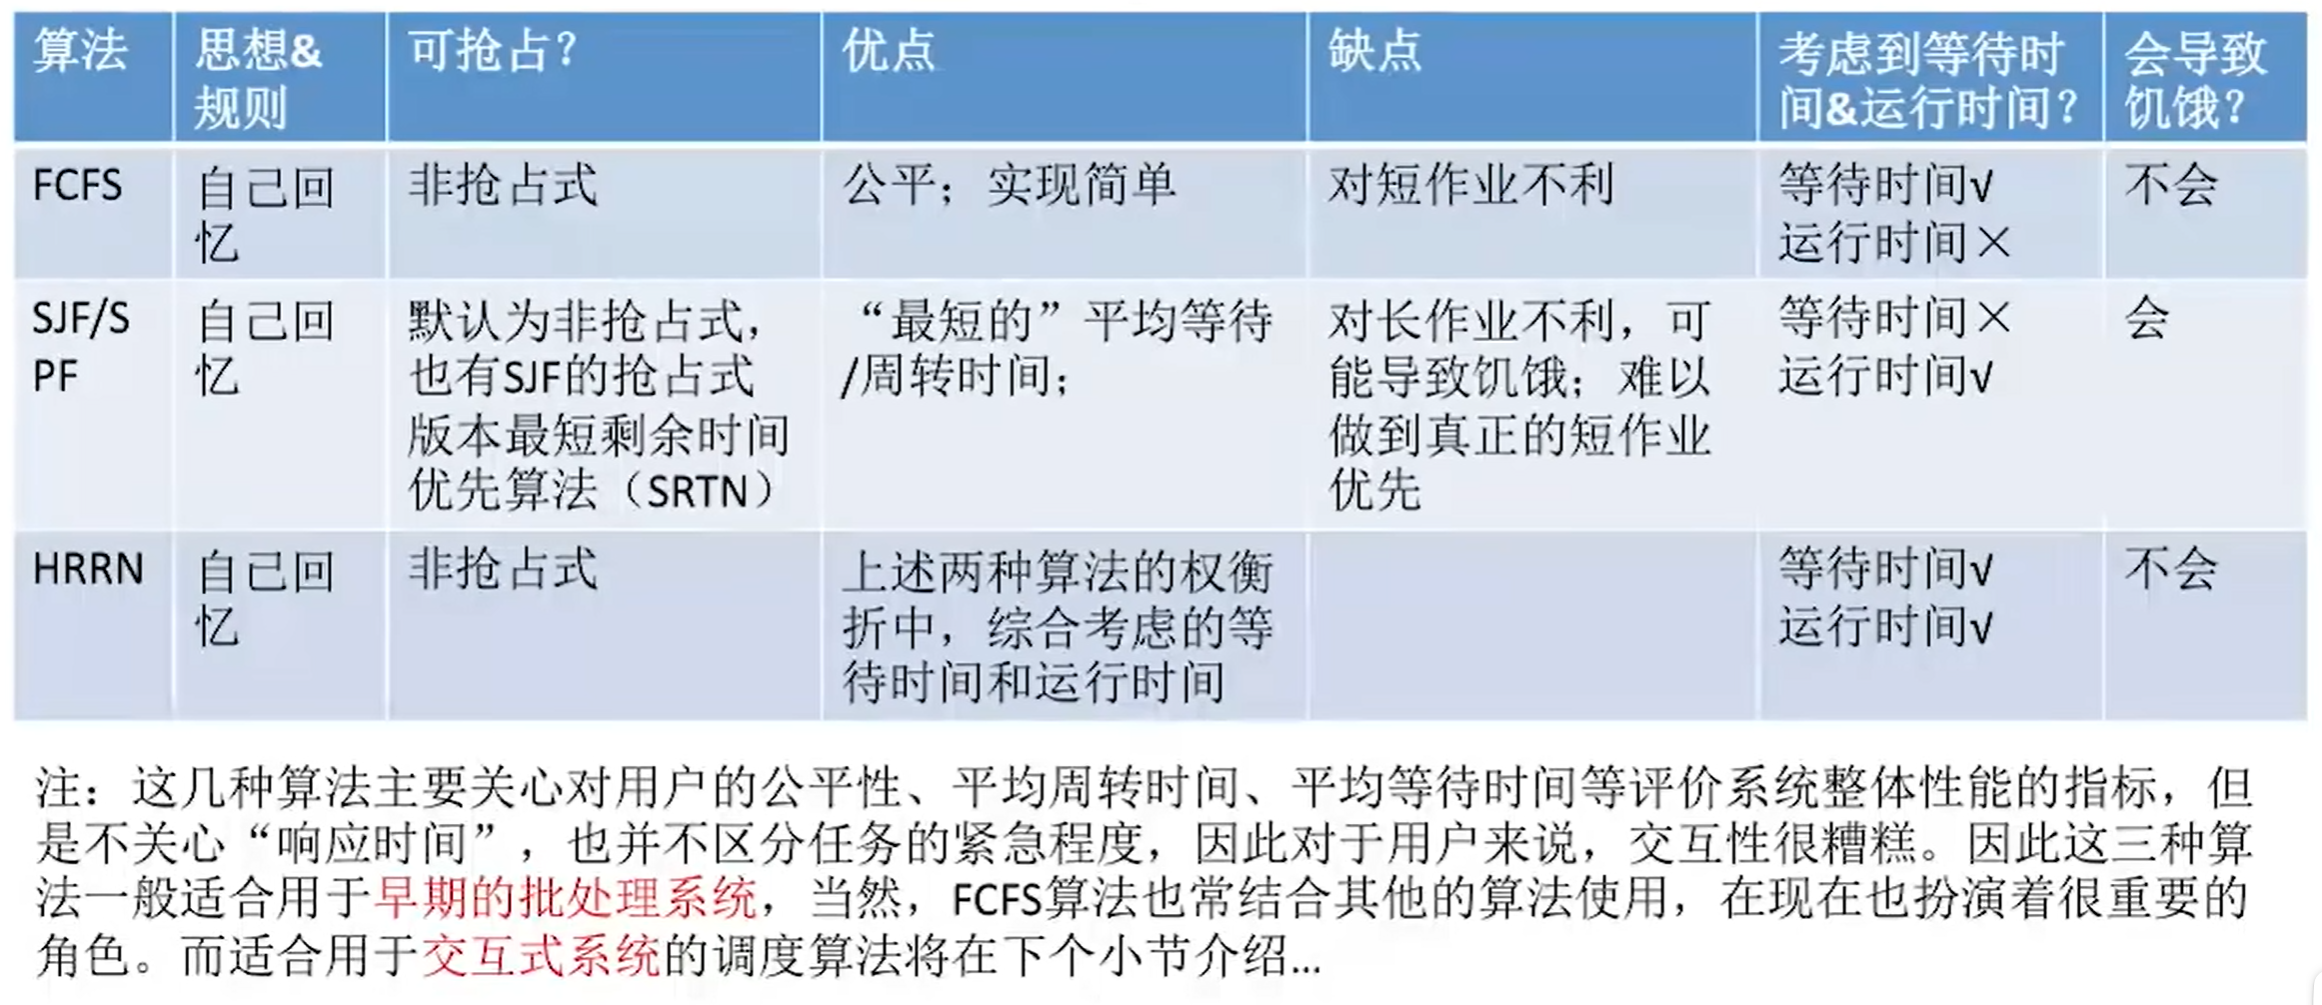 算法
思想&
规则
可抢占？
优点
缺点
考虑到等待时
间&运行时间？
会导致
饥饿？
FCFS
自己回
忆
非抢占式
公平；实现简单
对短作业不利
等待时间√
运行时间×
不会
SJF/S
PF
自己回
忆
默认为非抢占式，
也有SJF的抢占式
版本最短剩余时间
优先算法（SRTN）
“最短的”平均等待
/周转时间；
对长作业不利，可
能导致饥饿；难以
做到真正的短作业
优先
等待时间×
运行时间√
会
HRRN
自己回
忆
非抢占式
上述两种算法的权衡
折中，综合考虑的等
待时间和运行时间
等待时间√
运行时间√
不会
注：这几种算法主要关心对用户的公平性、平均周转时间、平均等待时间等评价系统整体性能的指标，但
是不关心“响应时间”，也并不区分任务的紧急程度，因此对于用户来说，交互性很糟糕。因此这三种算
法一般适合用于早期的批处理系统，当然，FCFS算法也常结合其他的算法使用，在现在也扮演着很重要的
角色。而适合用于交互式系统的调度算法将在下个小节介绍...